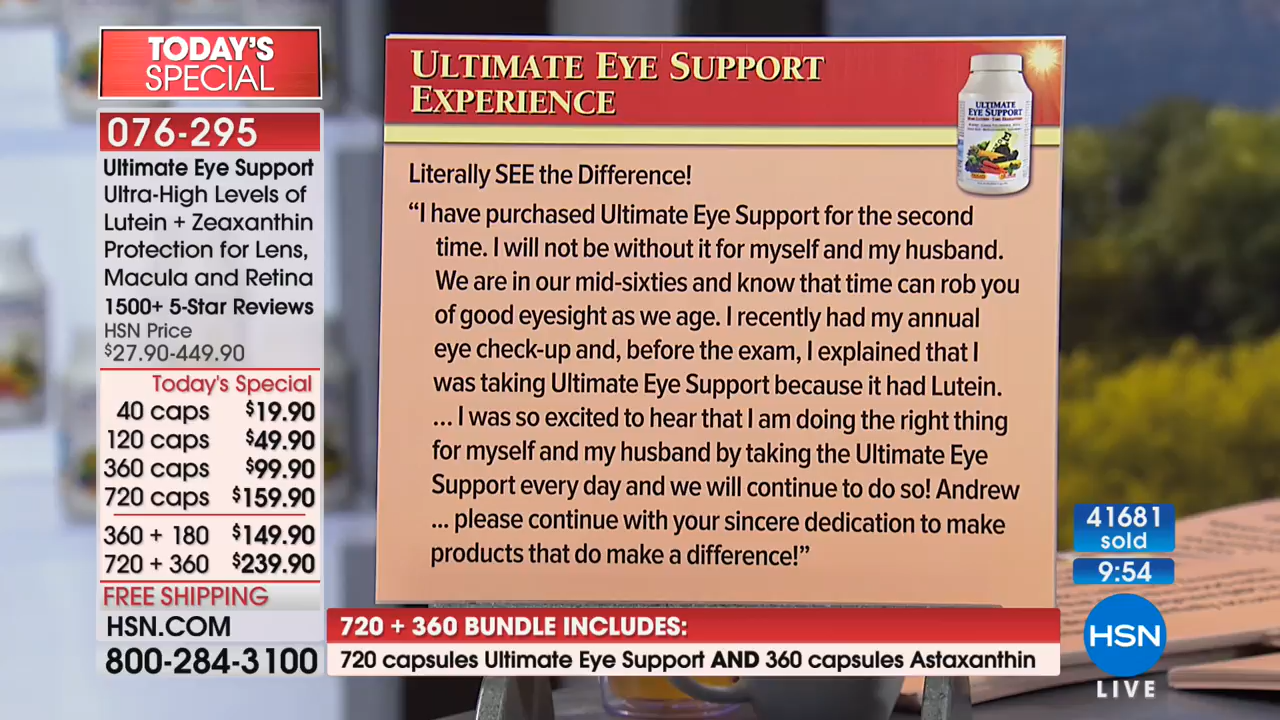 TODAY'S
SPECIAL
076-295
Ultimate Eye Support
Ultra-High Levels of
Lutein + Zeaxanthin
Protection for Lens,
Macula and Retina
1500+ 5-Star Reviews
HSN Price
$27.90-449.90
Today's Special
40 caps $19.90
120 caps $49.90
360 caps $99.90
720 caps $159.90
360 + 180 $149.90
720 + 360 $239.90
FREE SHIPPING
HSN.COM
800-284-3100
ULTIMATE EYE SUPPORT
EXPERIENCE
ULTIMATE
EYE SUPPORT
Literally SEE the Difference!
“I have purchased Ultimate Eye Support for the second
time. I will not be without it for myself and my husband.
We are in our mid-sixties and know that time can rob you
of good eyesight as we age. I recently had my annual
eye check-up and, before the exam, I explained that I
was taking Ultimate Eye Support because it had Lutein.
... I was so excited to hear that I am doing the right thing
for myself and my husband by taking the Ultimate Eye
Support every day and we will continue to do so! Andrew
... please continue with your sincere dedication to make
products that do make a difference!”
720 + 360 BUNDLE INCLUDES:
720 capsules Ultimate Eye Support AND 360 capsules Astaxanthin
41681
sold
9:54
HSN
LIVE